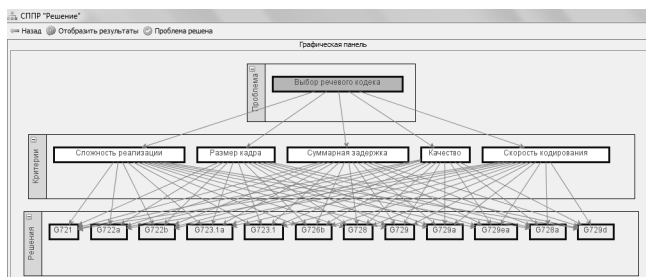 СППР "Решение"
Назад Отобразить результаты Проблема решена
Графическая панель
Проблема
Выбор речевого кодека
Критерии
Сложность реализации Размер кадра Суммарная задержка Качество Скорость кодирования
Решения
G721 G722a G722b G723.1a G723.1 G726b G728 G729 G729a G729ea G728a G729d